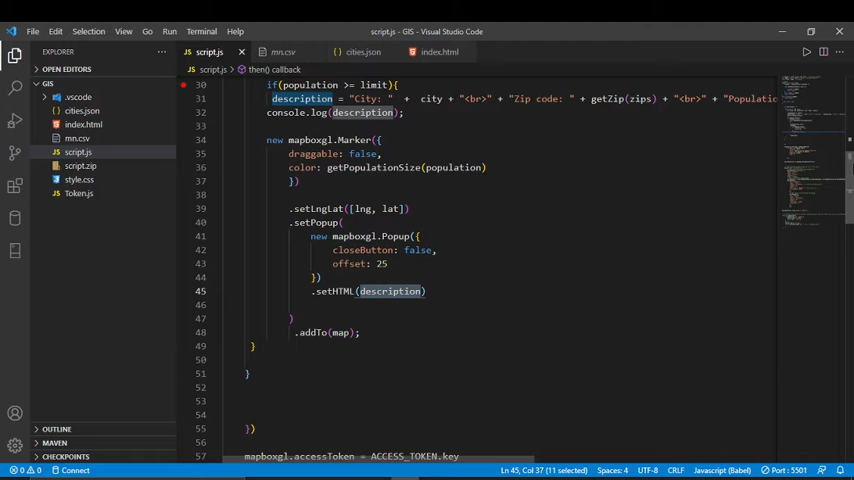 File Edit Selection View Go Run Terminal Help script.js - Visual Studio Code
EXPLORER ... JS script.js × mn.csv cities.json index.html
OPEN EDITORS JS script.js > then() callback
GIS
.vscode
cities.json
index.html
mn.csv
JS script.js
script.zip
style.css
JS Token.js
30 if(population >= limit){
31 description = "City: " + city + "<br>" + "Zip code: " + getZip(zips) + "<br>" + "Populatio
32 console.log(description);
33
34 new mapboxgl.Marker({
35 draggable: false,
36 color: getPopulationSize(population)
37 })
38
39 .setLngLat([lng, lat])
40 .setPopup(
41 new mapboxgl.Popup({
42 closeButton: false,
43 offset: 25
44 })
45 .setHTML(description)
46
47 )
48 .addTo(map);
49 }
50
51 }
52
53
54
55 })
56
57 mapboxgl.accessToken = ACCESS_TOKEN.key
OUTLINE
MAVEN
CHECKPOINTS
0 0 Connect Ln 45, Col 37 (11 selected) Spaces: 4 UTF-8 CRLF Javascript (Babel) Port : 5501